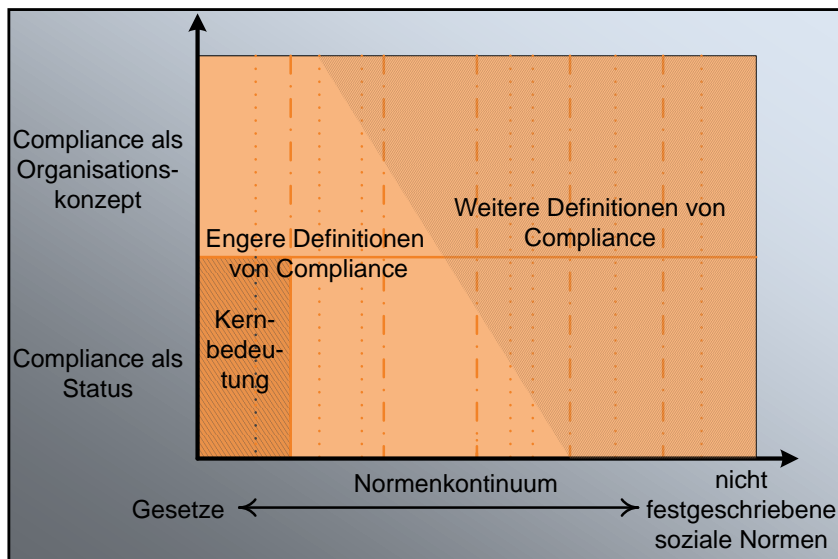 Compliance als
Organisations-
konzept
Weitere Definitionen von
Compliance
Engere Definitionen
von Compliance
Kern-
bedeu-
tung
Compliance als
Status
Normenkontinuum
Gesetze
nicht
festgeschriebene
soziale Normen